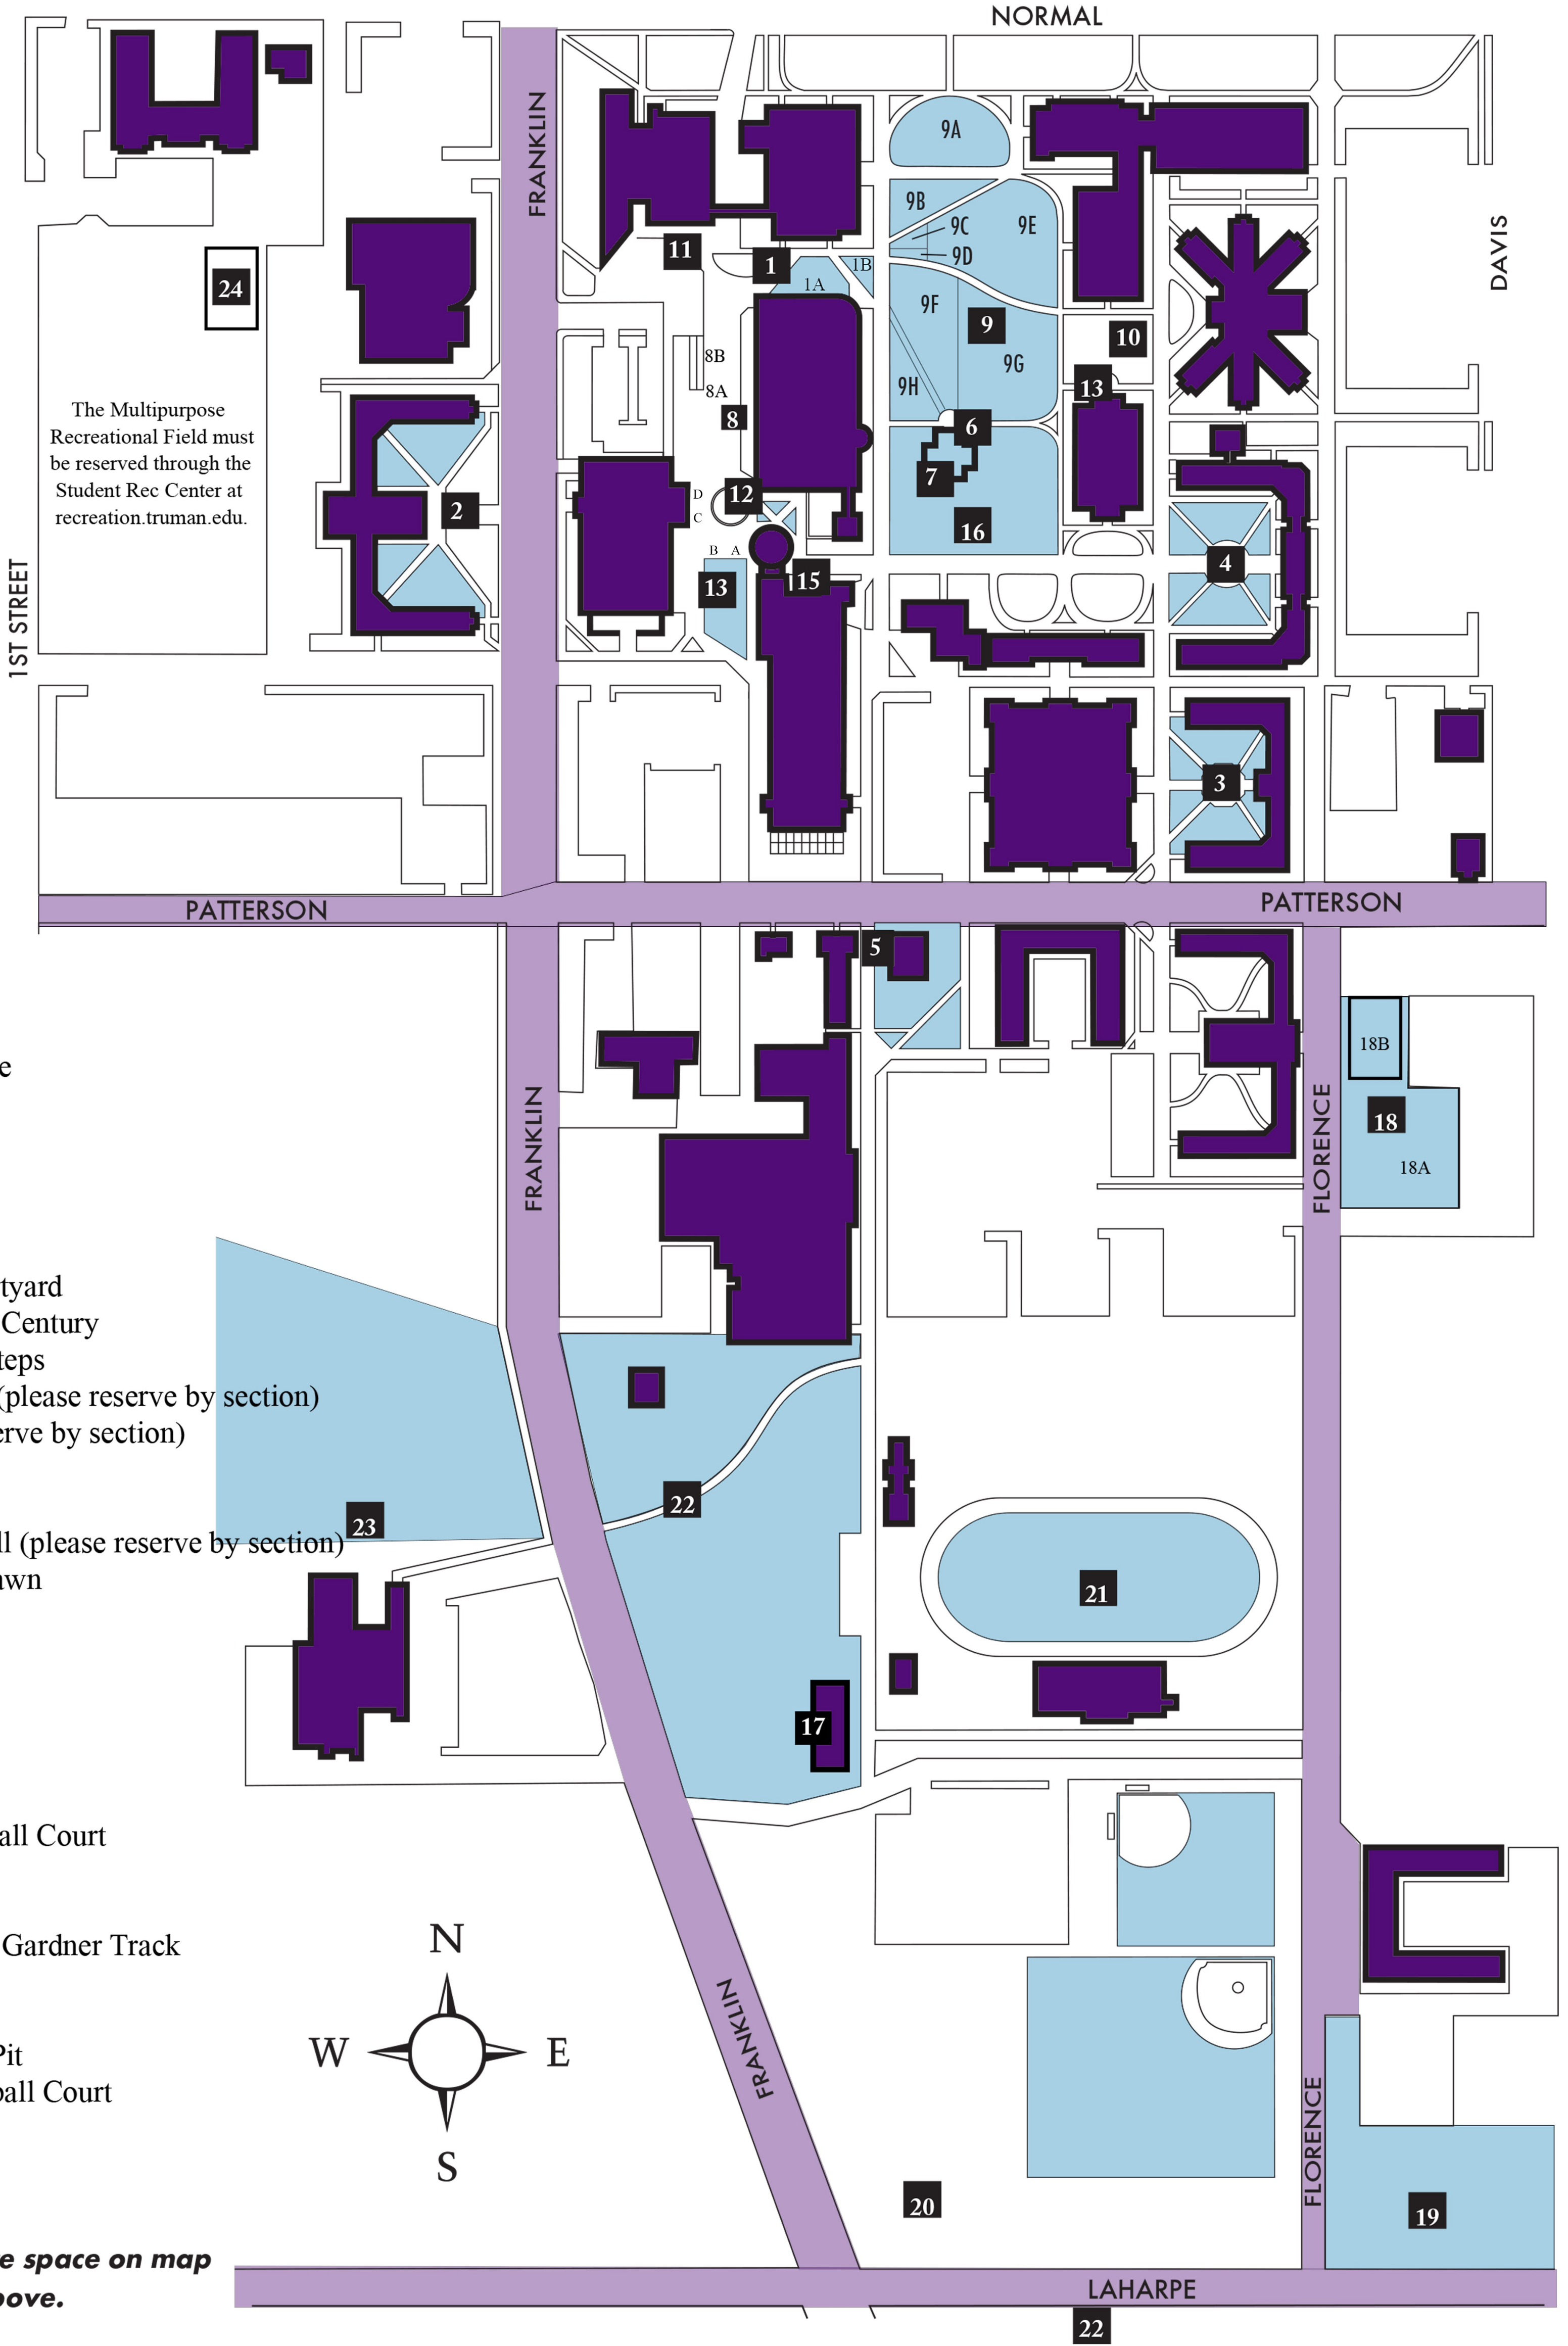 NORMAL
FRANKLIN
DAVIS
1ST STREET
9A
9B
9C
9D
9E
9F
9G
9H
9
11
1
1A
1B
24
The Multipurpose
Recreational Field must
be reserved through the
Student Rec Center at
recreation.truman.edu.
10
13
8B
8A
8
6
7
16
2
12
D
C
B A
13
15
4
3
PATTERSON
PATTERSON
5
18B
18
18A
FRANKLIN
FLORENCE
e
tyard
Century
teps
(please reserve by section)
erve by section)
ll (please reserve by section)
awn
23
22
21
17
all Court
Gardner Track
Pit
ball Court
N
W E
S
FRANKLIN
FLORENCE
20
19
e space on map
bove.
LAHARPE
22